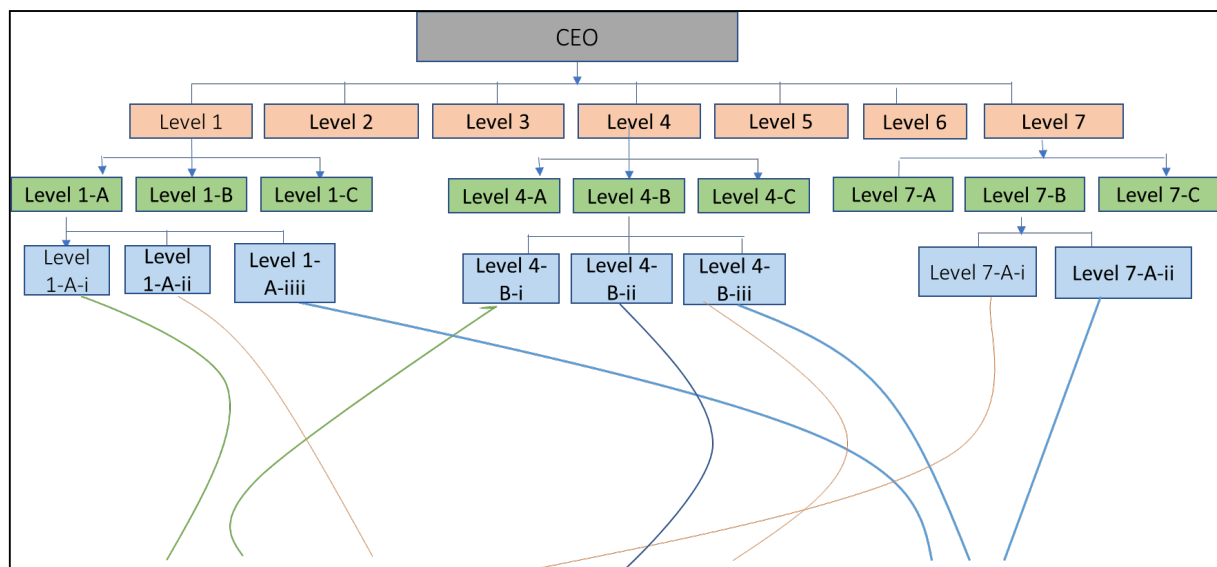 CEO
Level 1
Level 2
Level 3
Level 4
Level 5
Level 6
Level 7
Level 1-A
Level 1-B
Level 1-C
Level 4-A
Level 4-B
Level 4-C
Level 7-A
Level 7-B
Level 7-C
Level
1-A-i
Level
1-A-ii
Level 1-
A-iiii
Level 4-
B-i
Level 4-
B-ii
Level 4-
B-iii
Level 7-A-i
Level 7-A-ii